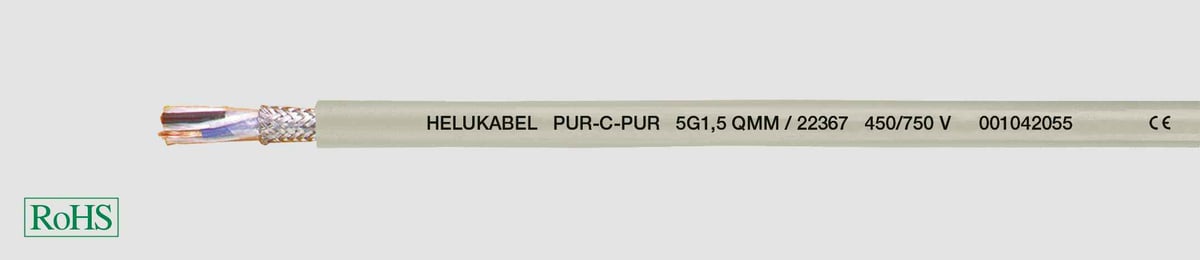 HELUKABEL PUR-C-PUR 5G1,5 QMM / 22367 450/750 V 001042055 CE
RoHS